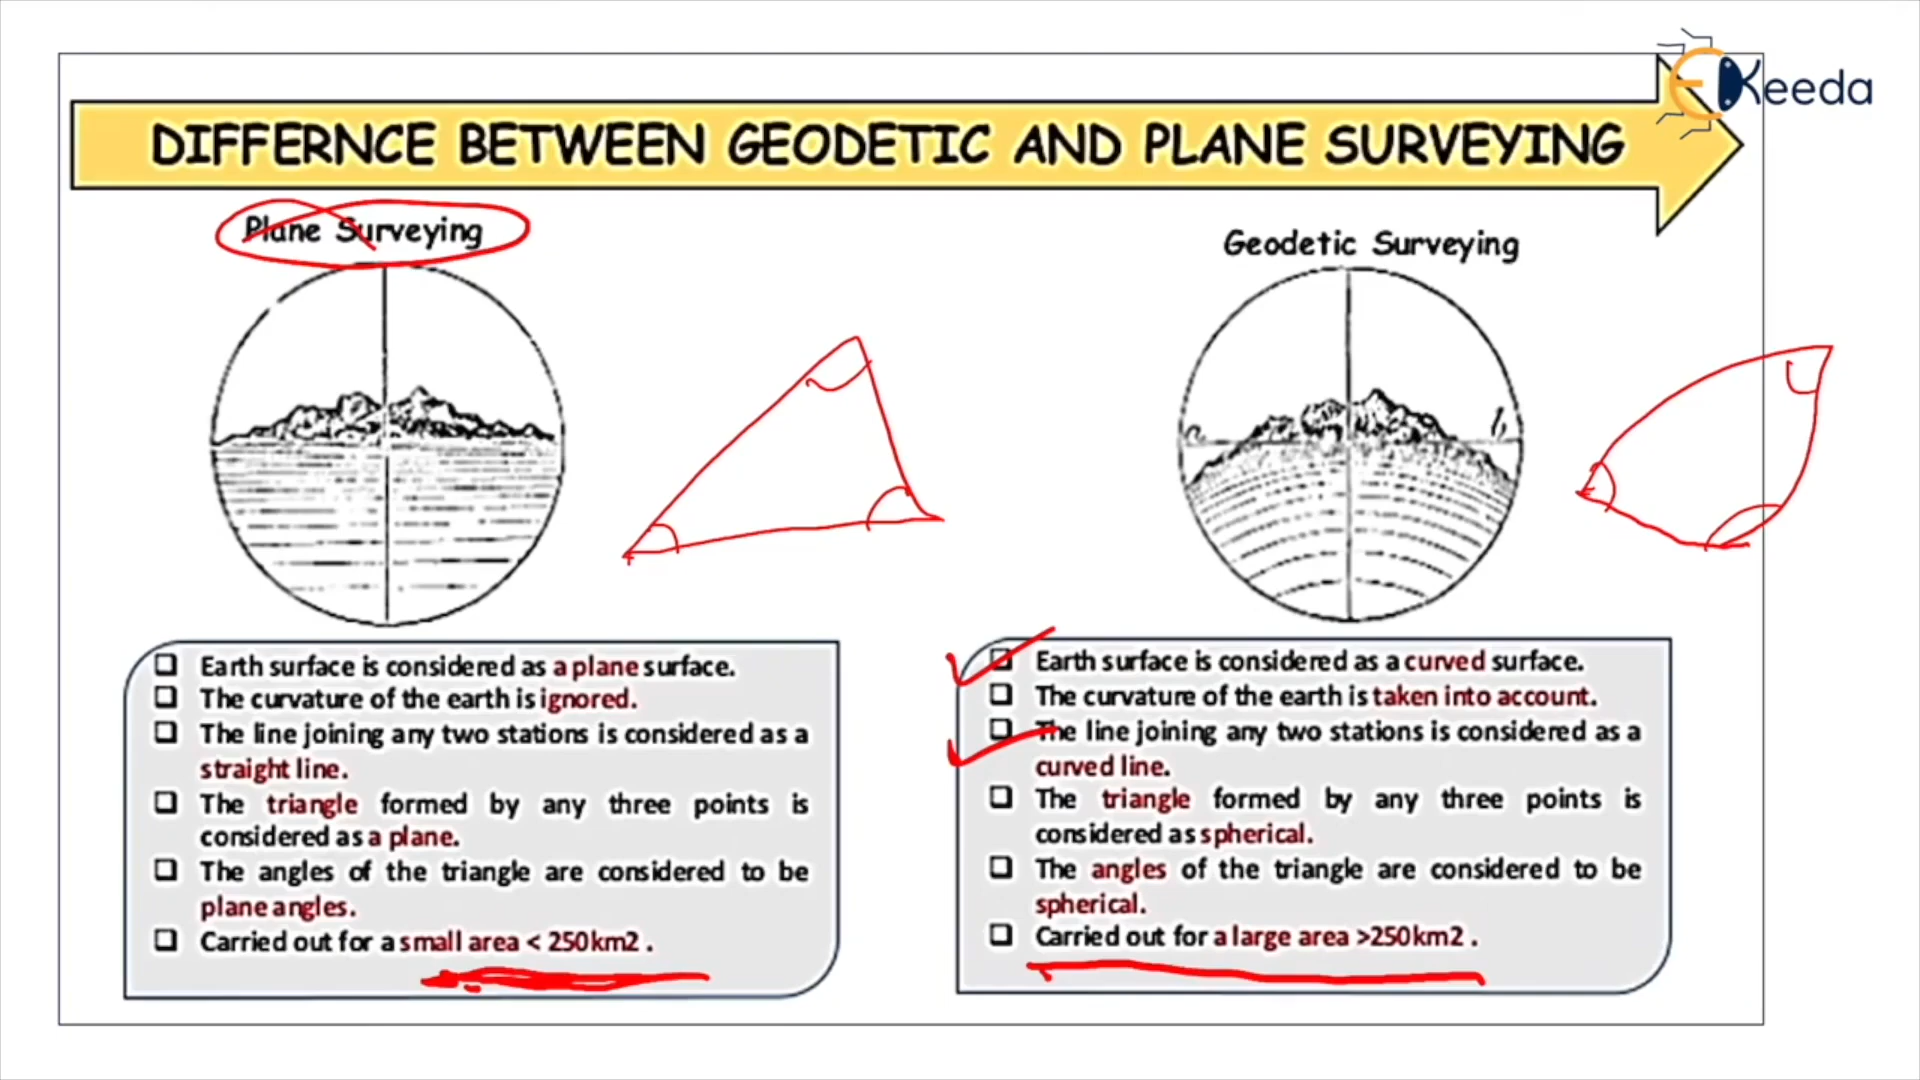 Keeda
DIFFERNCE BETWEEN GEODETIC AND PLANE SURVEYING
Plane Surveying
Earth surface is considered as a plane surface.
The curvature of the earth is ignored.
The line joining any two stations is considered as a
straight line.
The triangle formed by any three points is
considered as a plane.
The angles of the triangle are considered to be
plane angles.
Carried out for a small area < 250km2 .
Geodetic Surveying
a
b
Earth surface is considered as a curved surface.
The curvature of the earth is taken into account.
The line joining any two stations is considered as a
curved line.
The triangle formed by any three points is
considered as spherical.
The angles of the triangle are considered to be
spherical.
Carried out for a large area >250km2 .